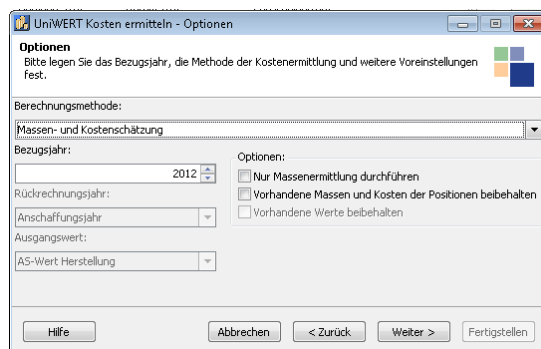 UniWERT Kosten ermitteln - Optionen
Optionen
Bitte legen Sie das Bezugsjahr, die Methode der Kostenermittlung und weitere Voreinstellungen
fest.
Berechnungsmethode:
Massen- und Kostenschätzung
Bezugsjahr:
2012
Rückrechnungsjahr:
Anschaffungsjahr
Ausgangswert:
AS-Wert Herstellung
Optionen:
Nur Massenermittlung durchführen
Vorhandene Massen und Kosten der Positionen beibehalten
Vorhandene Werte beibehalten
Hilfe
Abbrechen
< Zurück
Weiter >
Fertigstellen